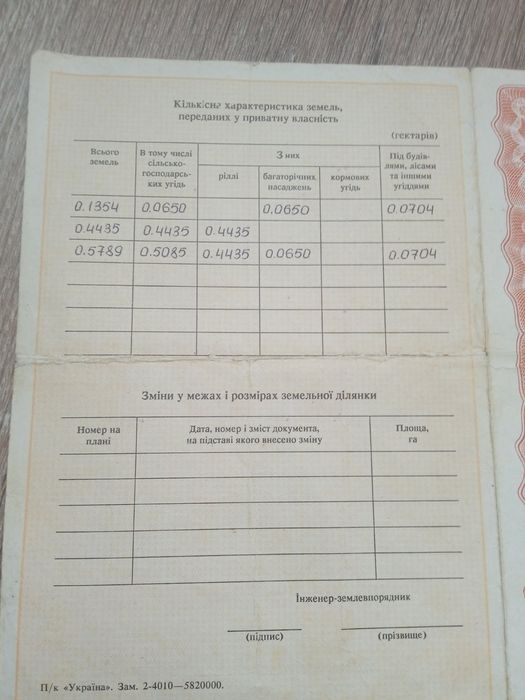 Кількісна характеристика земель,
переданих у приватну власність
(гектарів)
Всього
земель
В тому числі
сільсько-
господарсь-
ких угідь
З них
ріллі
багаторічних
насаджень
кормових
угідь
Під будів-
лями, лісами
та іншими
угіддями
0.1354 0.0650 0.0650 0.0704
0.4435 0.4435 0.4435
0.5789 0.5085 0.4435 0.0650 0.0704
Зміни у межах і розмірах земельної ділянки
Номер на
плані
Дата, номер і зміст документа,
на підставі якого внесено зміну
Площа,
га
Інженер-землевпорядник
(підпис) (прізвище)
П/к «Україна». Зам. 2-4010—5820000.